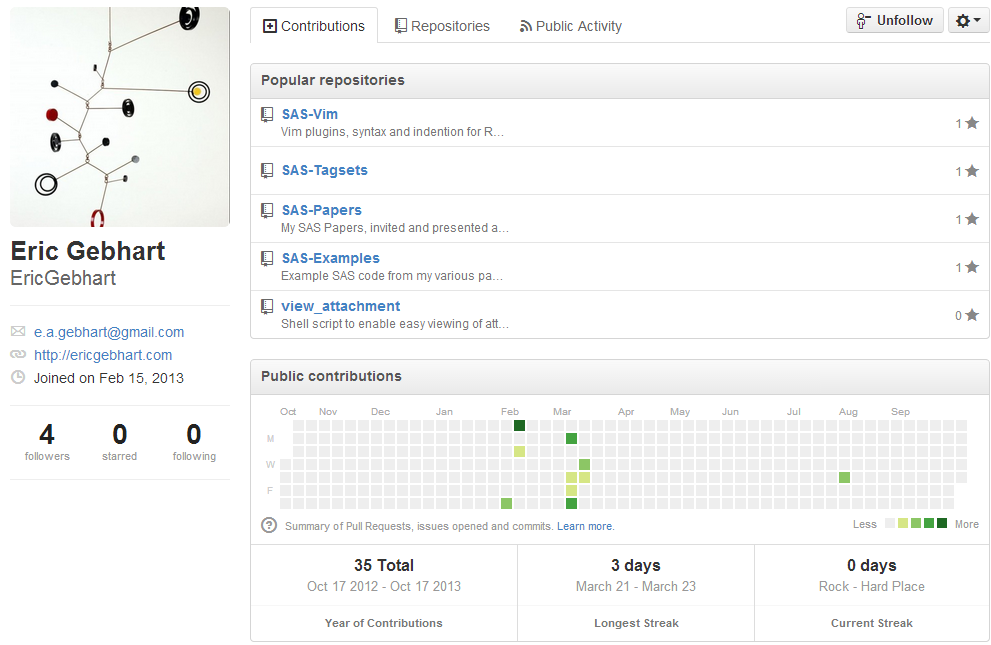 Contributions
Repositories
Public Activity
Unfollow
Popular repositories
SAS-Vim
Vim plugins, syntax and indention for R...
1
SAS-Tagsets
1
SAS-Papers
My SAS Papers, invited and presented a...
1
SAS-Examples
Example SAS code from my various pa...
1
view_attachment
Shell script to enable easy viewing of att...
0
Eric Gebhart
EricGebhart
e.a.gebhart@gmail.com
http://ericgebhart.com
Joined on Feb 15, 2013
4 0 0
followers starred following
Public contributions
Oct Nov Dec Jan Feb Mar Apr May Jun Jul Aug Sep
M
W
F
? Summary of Pull Requests, issues opened and commits. Learn more.
Less More
35 Total
Oct 17 2012 - Oct 17 2013
Year of Contributions
3 days
March 21 - March 23
Longest Streak
0 days
Rock - Hard Place
Current Streak